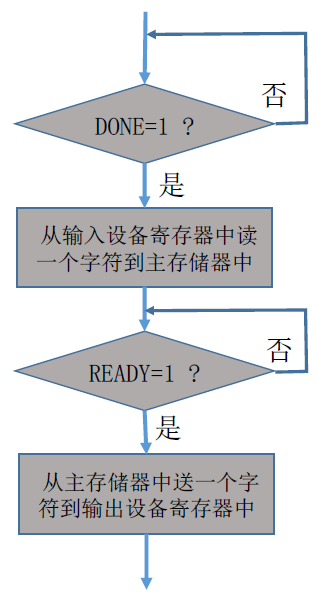 DONE=1 ?
否
是
从输入设备寄存器中读
一个字符到主存储器中
READY=1 ?
否
是
从主存储器中送一个字
符到输出设备寄存器中